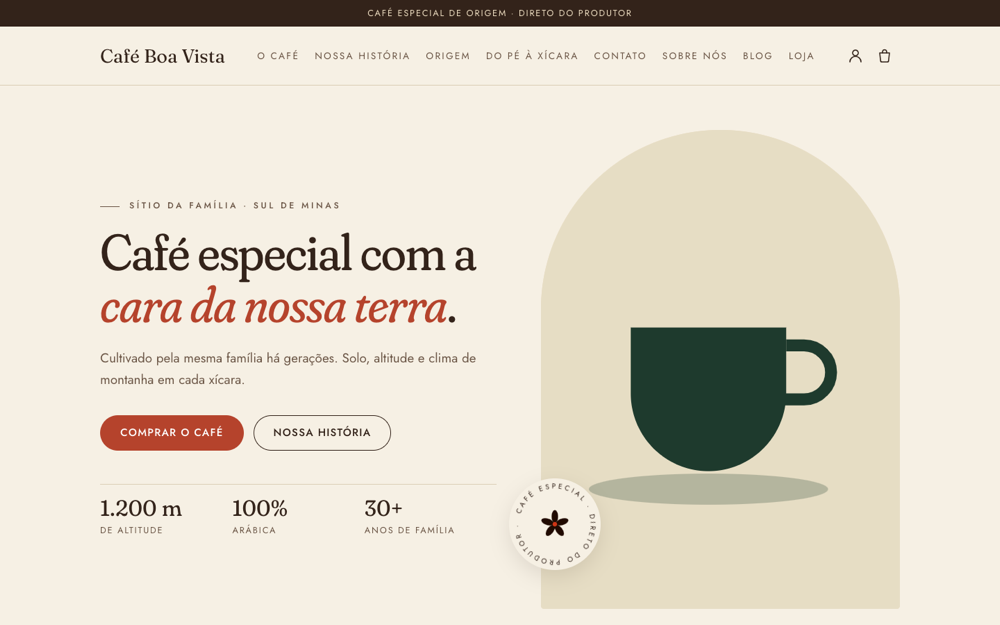 CAFÉ ESPECIAL DE ORIGEM · DIRETO DO PRODUTOR
Café Boa Vista
O CAFÉ
NOSSA HISTÓRIA
ORIGEM
DO PÉ À XÍCARA
CONTATO
SOBRE NÓS
BLOG
LOJA
SÍTIO DA FAMÍLIA · SUL DE MINAS
Café especial com a
cara da nossa terra.
Cultivado pela mesma família há gerações. Solo, altitude e clima de
montanha em cada xícara.
COMPRAR O CAFÉ
NOSSA HISTÓRIA
1.200 m
DE ALTITUDE
100%
ARÁBICA
30+
ANOS DE FAMÍLIA
CAFÉ ESPECIAL · DIRETO DO PRODUTOR ·